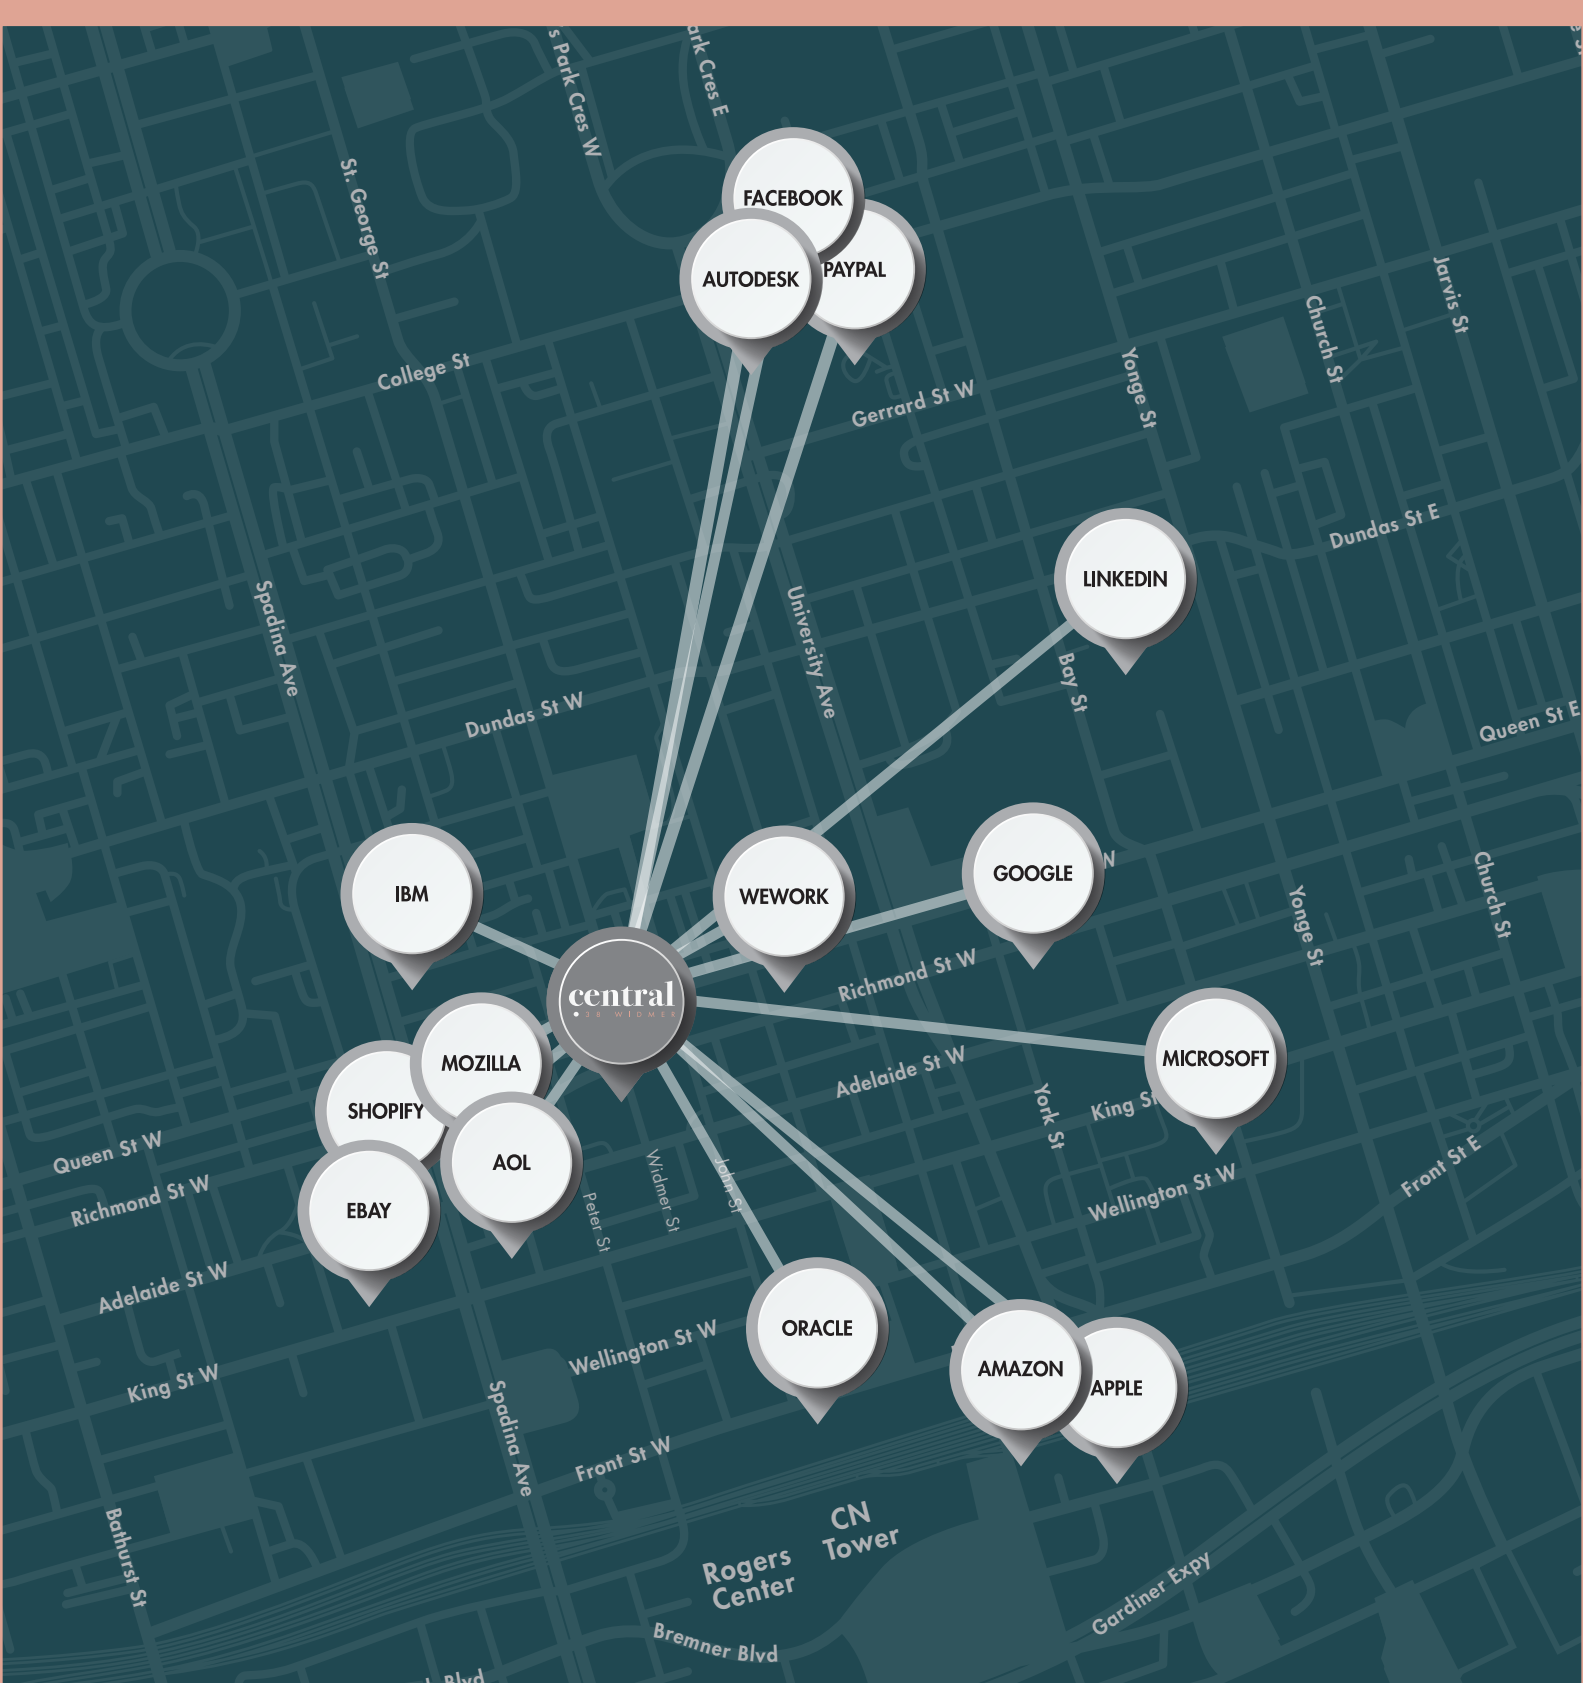 s Park Cres W
ark Cres E
St. George St
FACEBOOK
AUTODESK
PAYPAL
College St
Gerrard St W
Yonge St
Church St
Jarvis St
LINKEDIN
Dundas St E
Spadina Ave
University Ave
Bay St
Dundas St W
Queen St E
IBM
WEWORK
GOOGLE
W
Yonge St
Church St
Richmond St W
central
38 WIDMER
MICROSOFT
MOZILLA
Adelaide St W
York St
King St
SHOPIFY
AOL
EBAY
Queen St W
Richmond St W
Adelaide St W
Peter St
Widmer St
John St
Wellington St W
Front St E
ORACLE
AMAZON
APPLE
King St W
Wellington St W
Spadina Ave
Front St W
Bathurst St
CN
Tower
Rogers
Center
Gardiner Expy
Bremner Blvd
Blvd